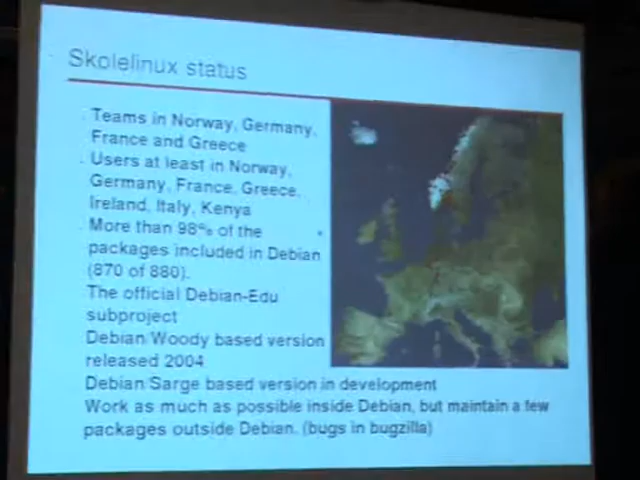 Skolelinux status
Teams in Norway, Germany,
France and Greece
Users at least in Norway,
Germany, France, Greece,
Ireland, Italy, Kenya
More than 98% of the
packages included in Debian
(870 of 880).
The official Debian-Edu
subproject
Debian Woody based version
released 2004
Debian Sarge based version in development
Work as much as possible inside Debian, but maintain a few
packages outside Debian. (bugs in bugzilla)